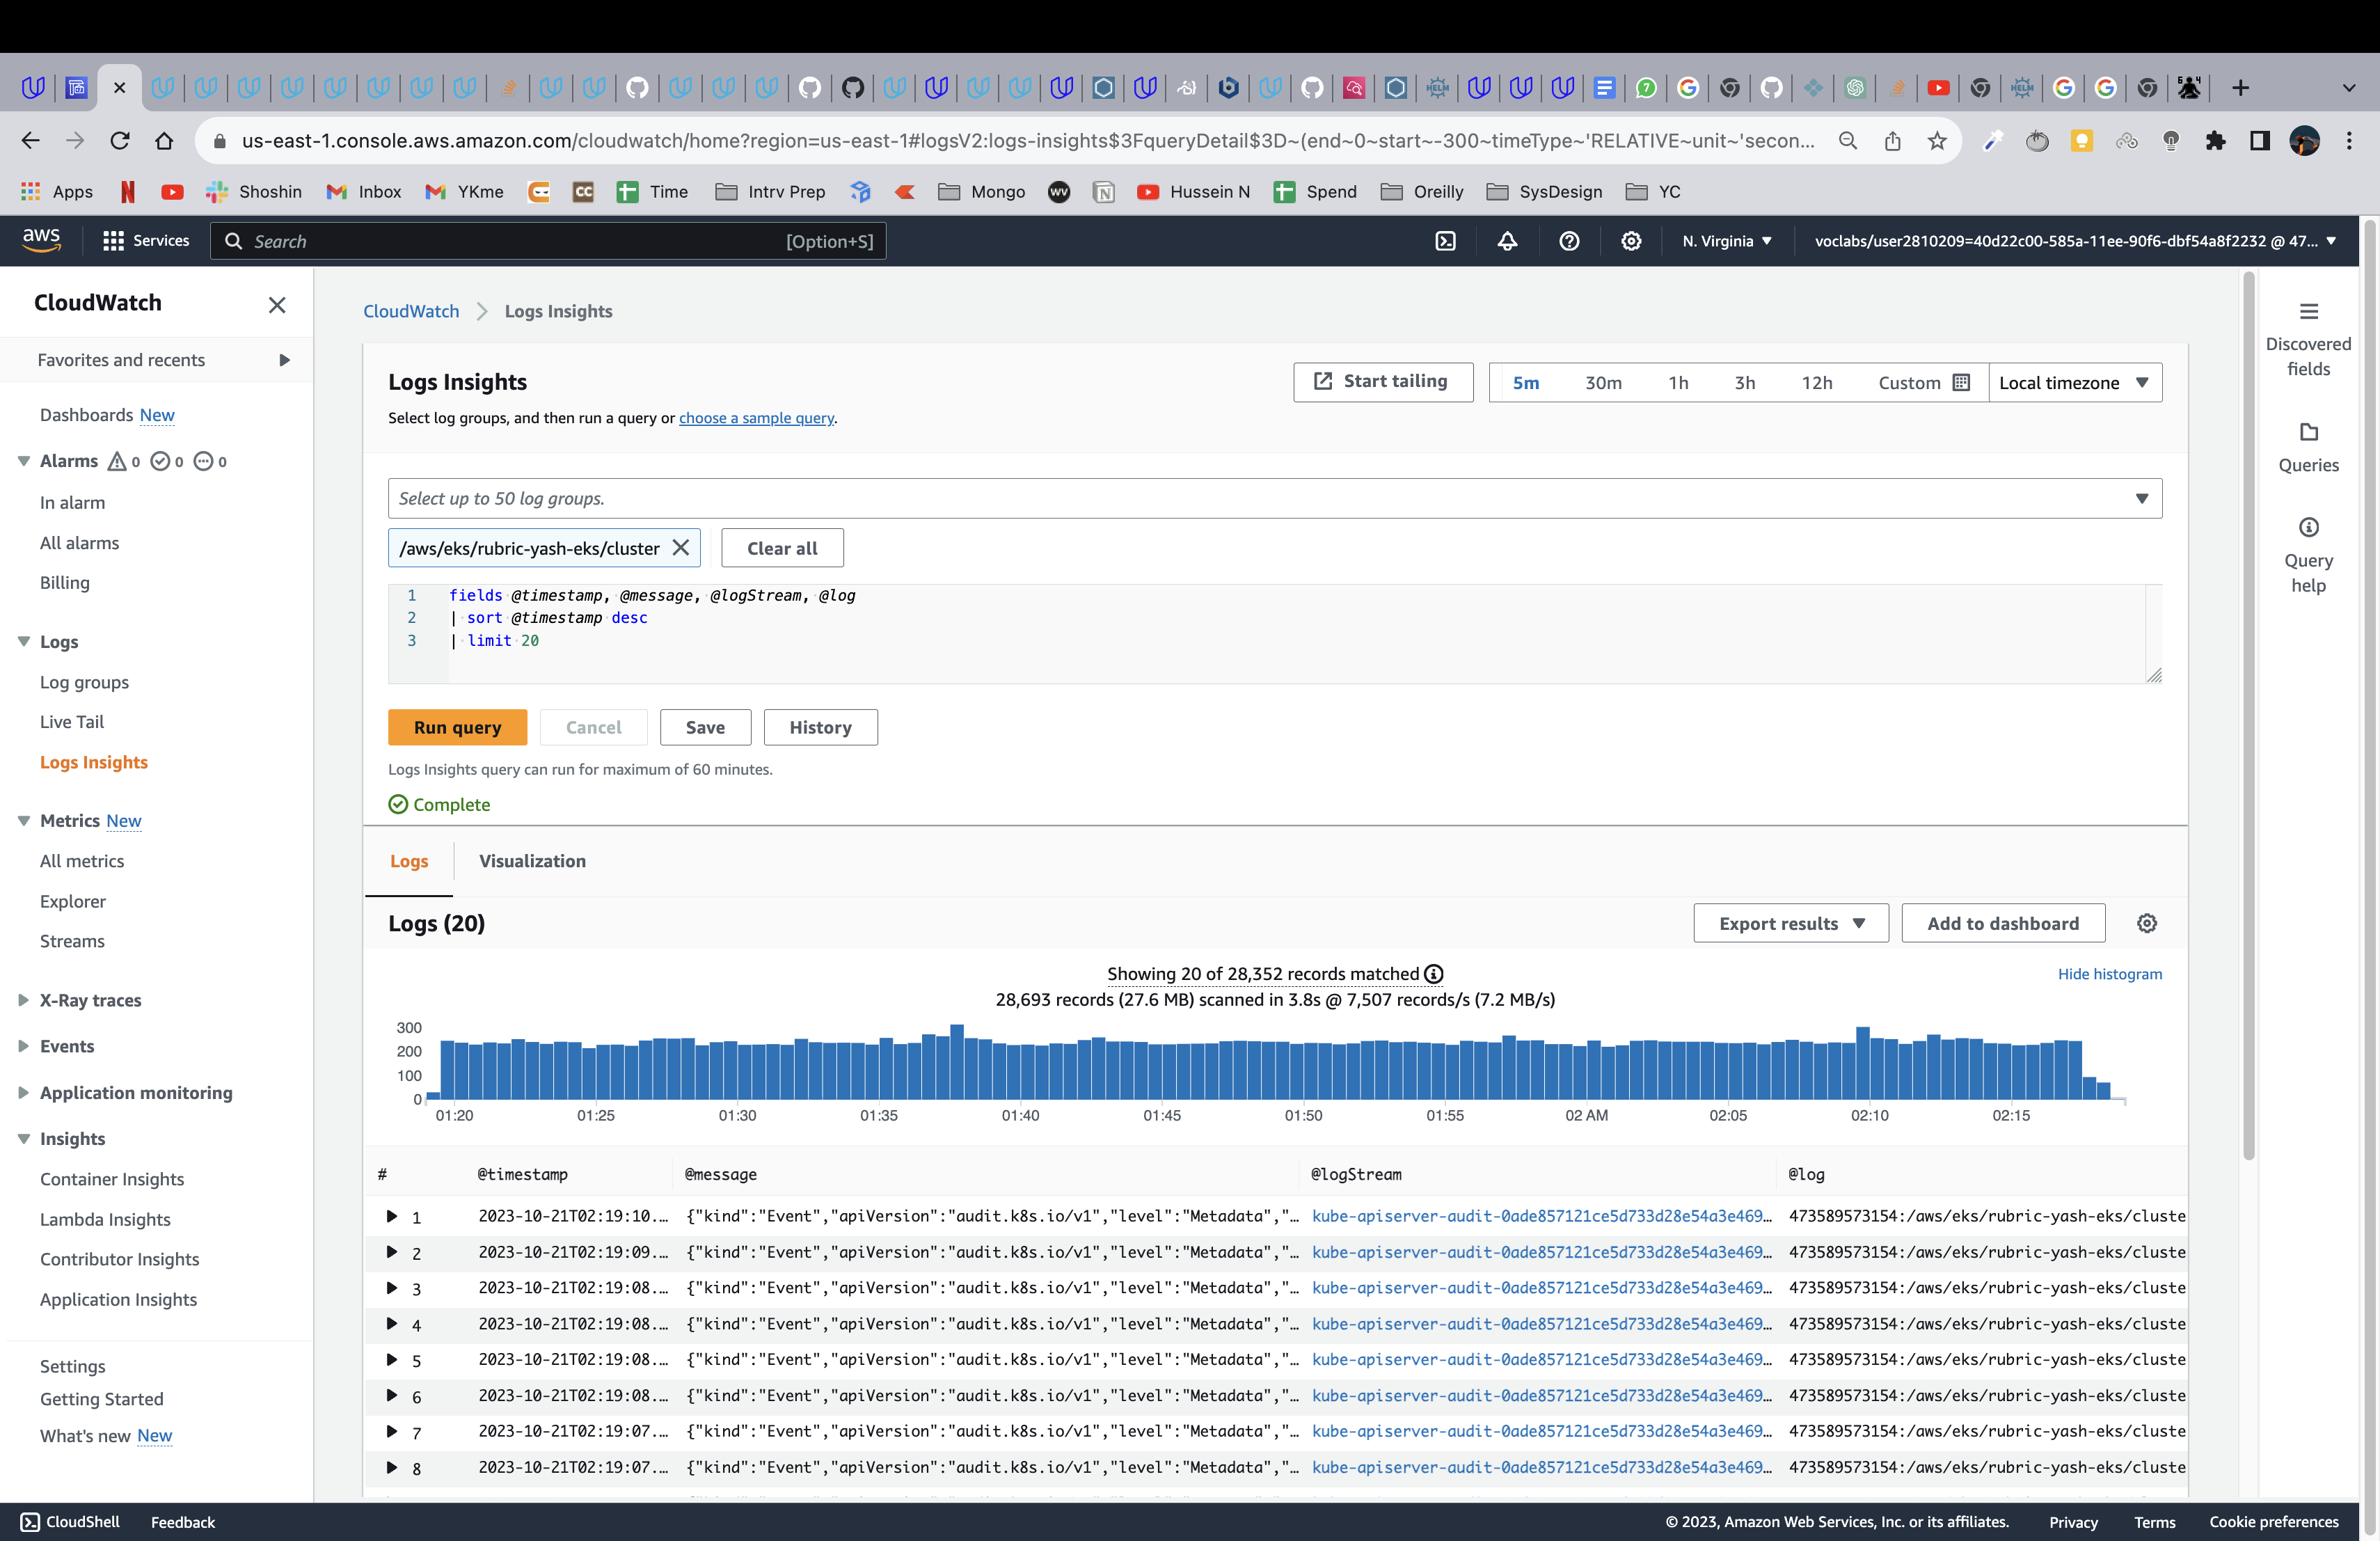 us-east-1.console.aws.amazon.com/cloudwatch/home?region=us-east-1#logsV2:logs-insights$3FqueryDetail$3D~(end~0~start~-300~timeType~'RELATIVE~unit~'secon...
Apps Shoshin Inbox YKme CC Time Intrv Prep Mongo WV Hussein N Spend Oreilly SysDesign YC
aws Services Search [Option+S] N. Virginia voclabs/user2810209=40d22c00-585a-11ee-90f6-dbf54a8f2232 @ 47...
CloudWatch
Favorites and recents
Dashboards New
Alarms 0 0 0
In alarm
All alarms
Billing
Logs
Log groups
Live Tail
Logs Insights
Metrics New
All metrics
Explorer
Streams
X-Ray traces
Events
Application monitoring
Insights
Container Insights
Lambda Insights
Contributor Insights
Application Insights
Settings
Getting Started
What's new New
CloudWatch Logs Insights
Logs Insights
Select log groups, and then run a query or choose a sample query.
Start tailing 5m 30m 1h 3h 12h Custom Local timezone
Select up to 50 log groups.
/aws/eks/rubric-yash-eks/cluster Clear all
1 fields @timestamp, @message, @logStream, @log
2 | sort @timestamp desc
3 | limit 20
Run query Cancel Save History
Logs Insights query can run for maximum of 60 minutes.
Complete
Logs Visualization
Logs (20) Export results Add to dashboard
Showing 20 of 28,352 records matched
Hide histogram
28,693 records (27.6 MB) scanned in 3.8s @ 7,507 records/s (7.2 MB/s)
300
200
100
0
01:20 01:25 01:30 01:35 01:40 01:45 01:50 01:55 02 AM 02:05 02:10 02:15
# @timestamp @message @logStream @log
1 2023-10-21T02:19:10.... {"kind":"Event","apiVersion":"audit.k8s.io/v1","level":"Metadata","... kube-apiserver-audit-0ade857121ce5d733d28e54a3e469... 473589573154:/aws/eks/rubric-yash-eks/cluste
2 2023-10-21T02:19:09.... {"kind":"Event","apiVersion":"audit.k8s.io/v1","level":"Metadata","... kube-apiserver-audit-0ade857121ce5d733d28e54a3e469... 473589573154:/aws/eks/rubric-yash-eks/cluste
3 2023-10-21T02:19:08.... {"kind":"Event","apiVersion":"audit.k8s.io/v1","level":"Metadata","... kube-apiserver-audit-0ade857121ce5d733d28e54a3e469... 473589573154:/aws/eks/rubric-yash-eks/cluste
4 2023-10-21T02:19:08.... {"kind":"Event","apiVersion":"audit.k8s.io/v1","level":"Metadata","... kube-apiserver-audit-0ade857121ce5d733d28e54a3e469... 473589573154:/aws/eks/rubric-yash-eks/cluste
5 2023-10-21T02:19:08.... {"kind":"Event","apiVersion":"audit.k8s.io/v1","level":"Metadata","... kube-apiserver-audit-0ade857121ce5d733d28e54a3e469... 473589573154:/aws/eks/rubric-yash-eks/cluste
6 2023-10-21T02:19:08.... {"kind":"Event","apiVersion":"audit.k8s.io/v1","level":"Metadata","... kube-apiserver-audit-0ade857121ce5d733d28e54a3e469... 473589573154:/aws/eks/rubric-yash-eks/cluste
7 2023-10-21T02:19:07.... {"kind":"Event","apiVersion":"audit.k8s.io/v1","level":"Metadata","... kube-apiserver-audit-0ade857121ce5d733d28e54a3e469... 473589573154:/aws/eks/rubric-yash-eks/cluste
8 2023-10-21T02:19:07.... {"kind":"Event","apiVersion":"audit.k8s.io/v1","level":"Metadata","... kube-apiserver-audit-0ade857121ce5d733d28e54a3e469... 473589573154:/aws/eks/rubric-yash-eks/cluste
Discovered
fields
Queries
Query
help
CloudShell Feedback © 2023, Amazon Web Services, Inc. or its affiliates. Privacy Terms Cookie preferences